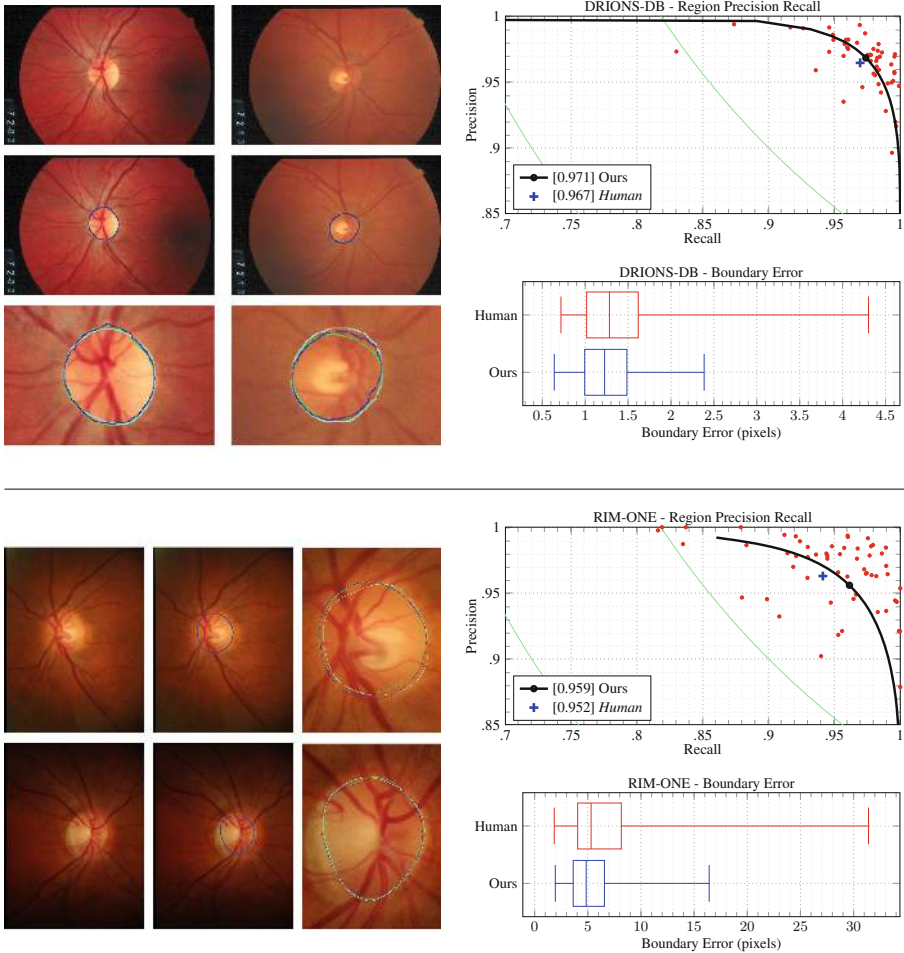 DRIONS-DB - Region Precision Recall
1
.95
.9
.85
Precision
[0.971] Ours
[0.967] Human
.7 .75 .8 .85 .9 .95 1
Recall
DRIONS-DB - Boundary Error
Human
Ours
0.5 1 1.5 2 2.5 3 3.5 4 4.5
Boundary Error (pixels)
RIM-ONE - Region Precision Recall
1
.95
.9
.85
Precision
[0.959] Ours
[0.952] Human
.7 .75 .8 .85 .9 .95 1
Recall
RIM-ONE - Boundary Error
Human
Ours
0 5 10 15 20 25 30
Boundary Error (pixels)